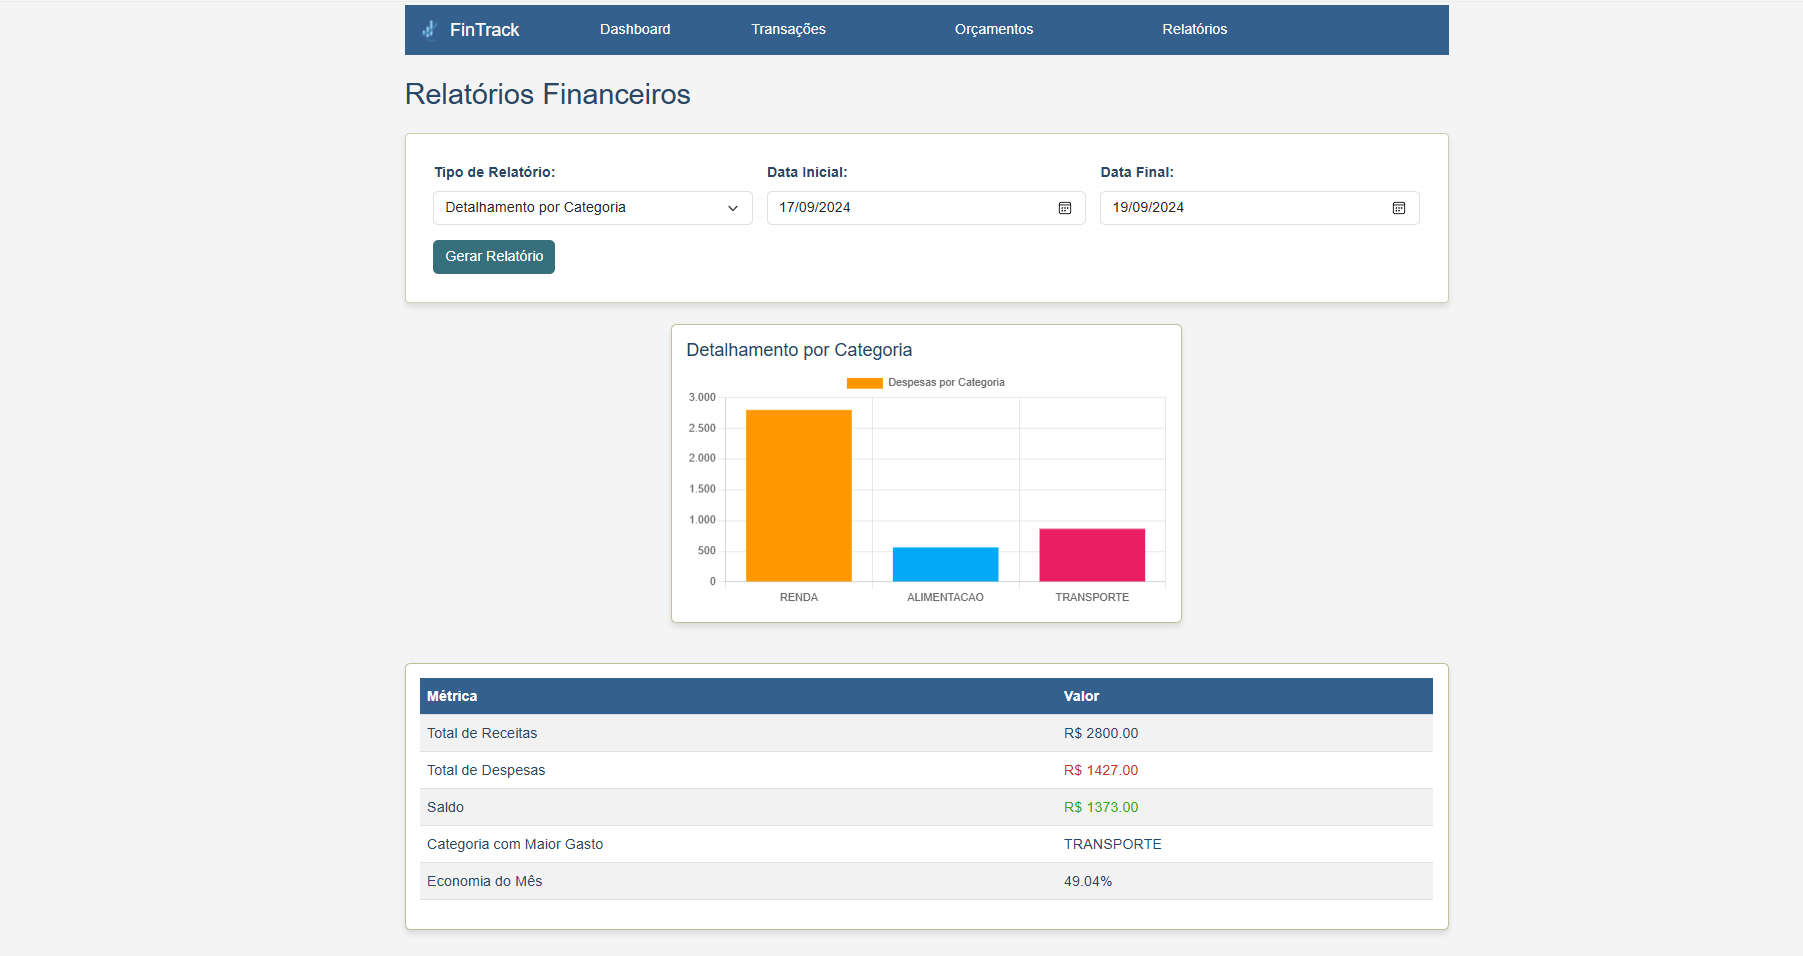 FinTrack Dashboard Transações Orçamentos Relatórios
Relatórios Financeiros
Tipo de Relatório: Data Inicial: Data Final:
Detalhamento por Categoria 17/09/2024 19/09/2024
Gerar Relatório
Detalhamento por Categoria
Despesas por Categoria
3.000
2.500
2.000
1.500
1.000
500
0
RENDA ALIMENTACAO TRANSPORTE
Métrica Valor
Total de Receitas R$ 2800.00
Total de Despesas R$ 1427.00
Saldo R$ 1373.00
Categoria com Maior Gasto TRANSPORTE
Economia do Mês 49.04%